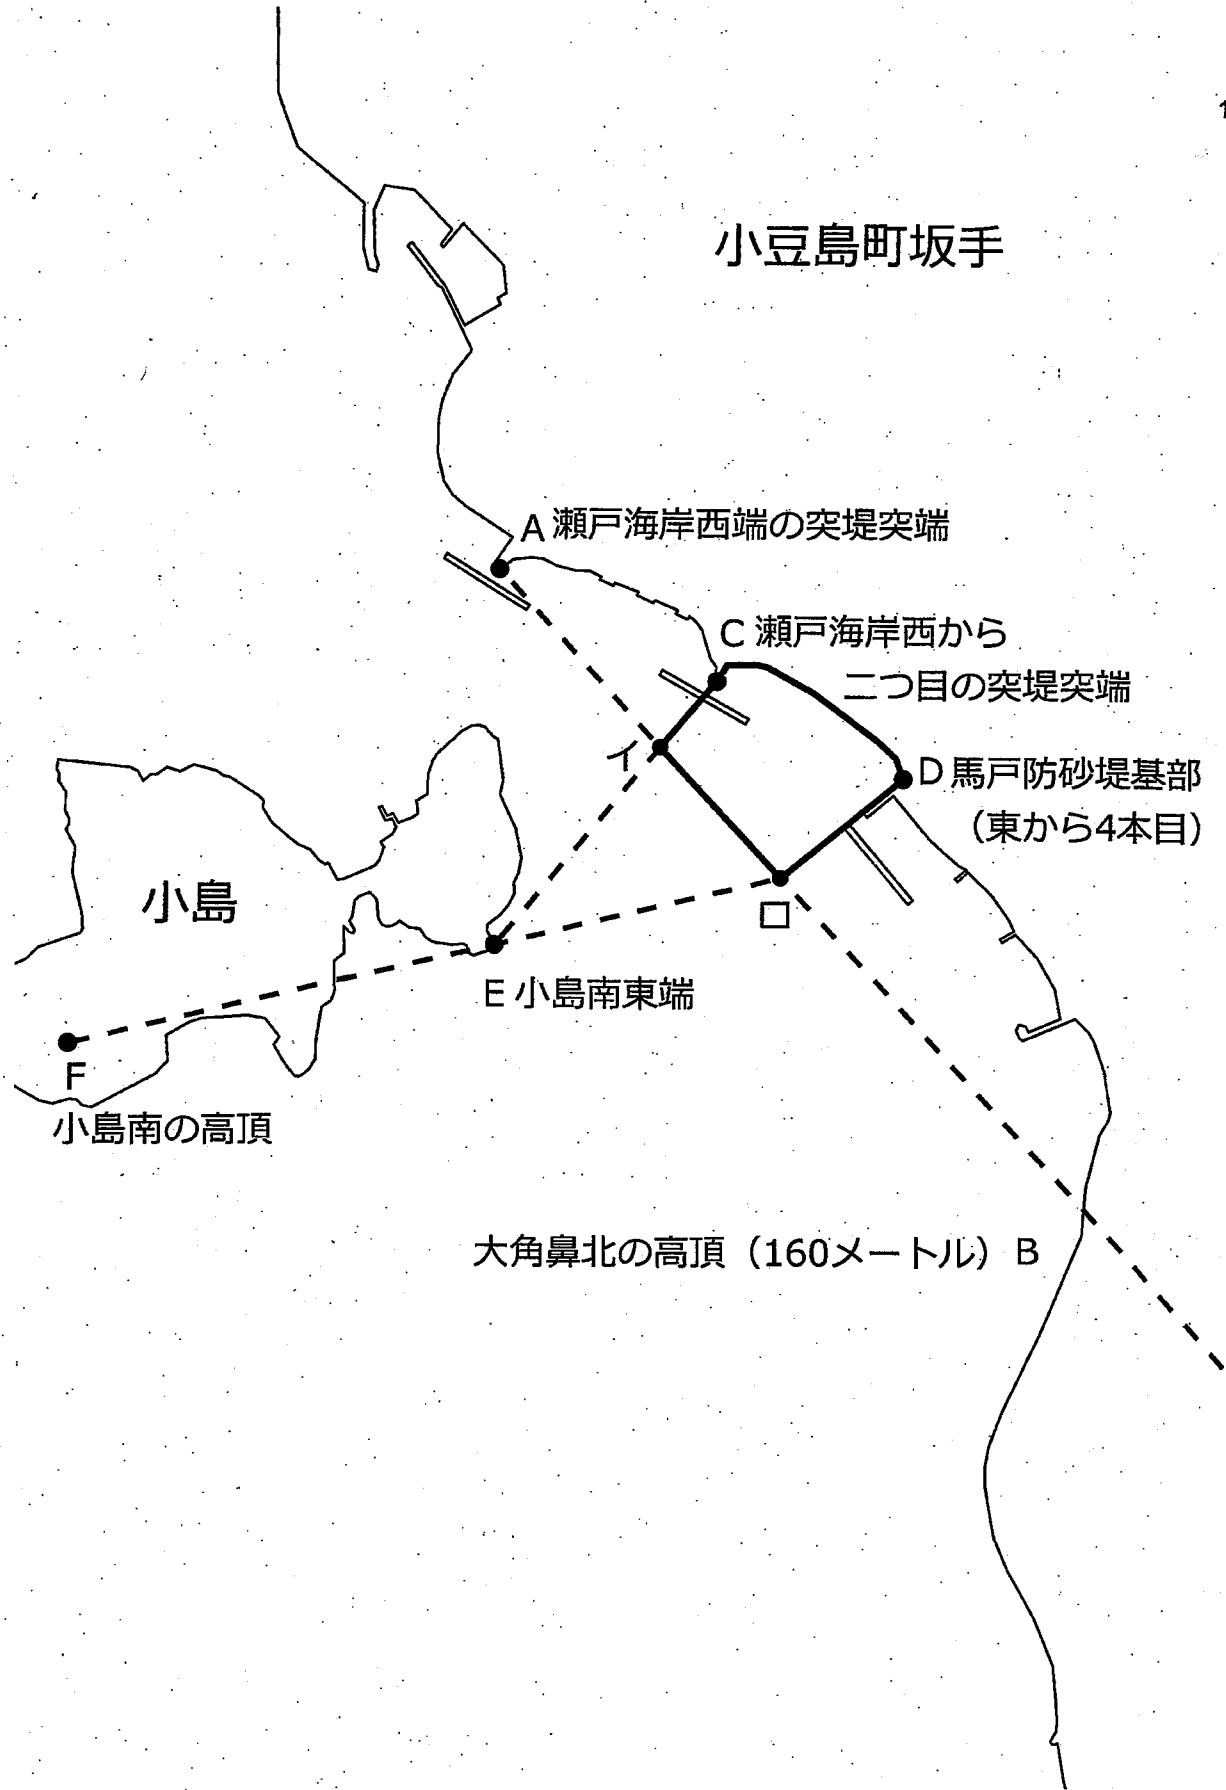 1
小豆島町坂手
A 瀬戸海岸西端の突堤突端
C 瀬戸海岸西から
二つ目の突堤突端
イ
D 馬戸防砂堤基部
（東から4本目）
小島
ロ
E 小島南東端
F
小島南の高頂
大角鼻北の高頂（160メートル）B